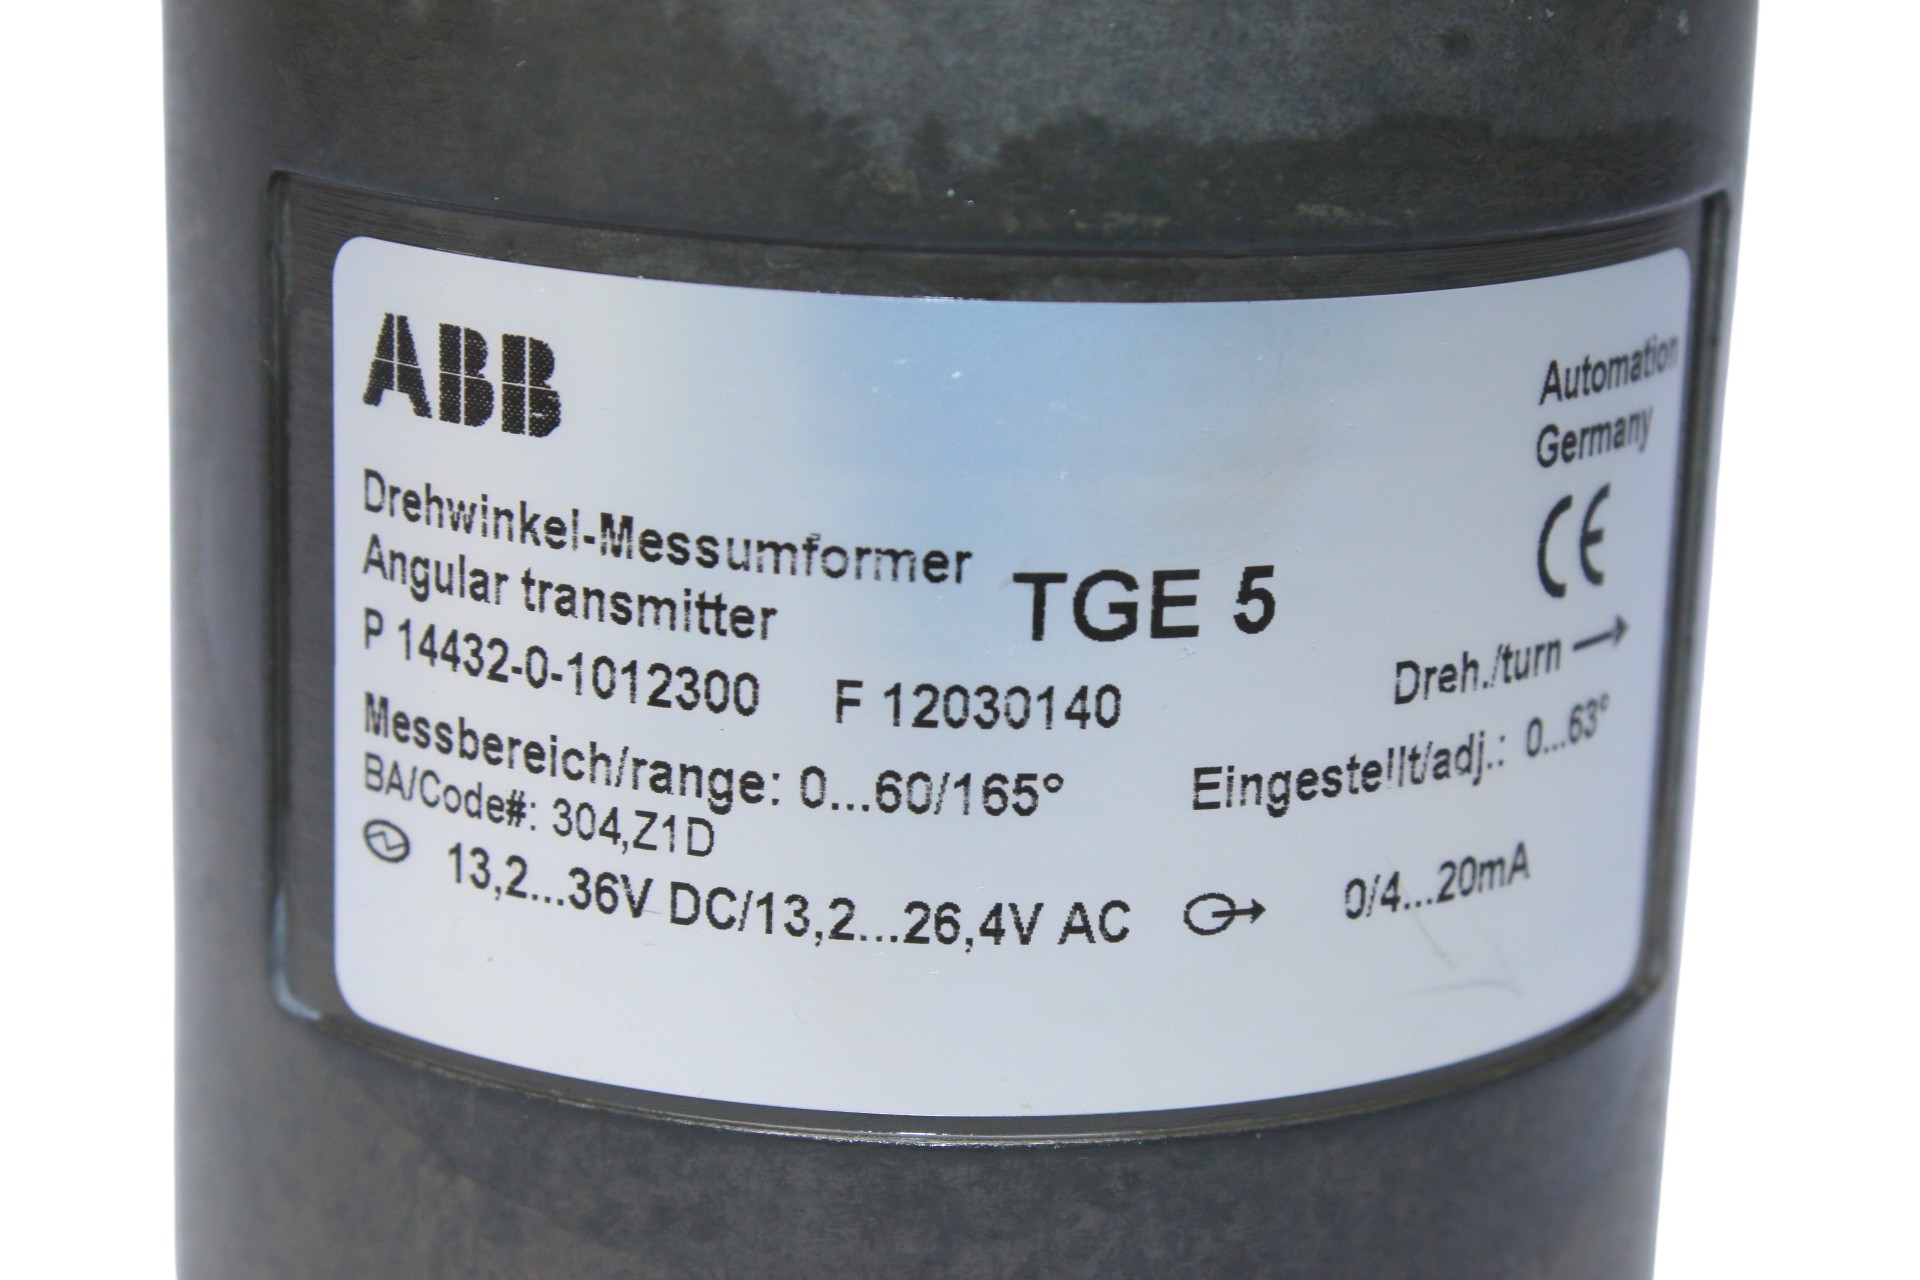 ABB
Automation
Germany
CE
Drehwinkel-Messumformer
Angular transmitter
TGE 5
P 14432-0-1012300 F 12030140
Dreh./turn →
Messbereich/range: 0...60/165°
Eingestellt/adj.: 0...63°
BA/Code#: 304,Z1D
13,2...36V DC/13,2...26,4V AC
0/4...20mA